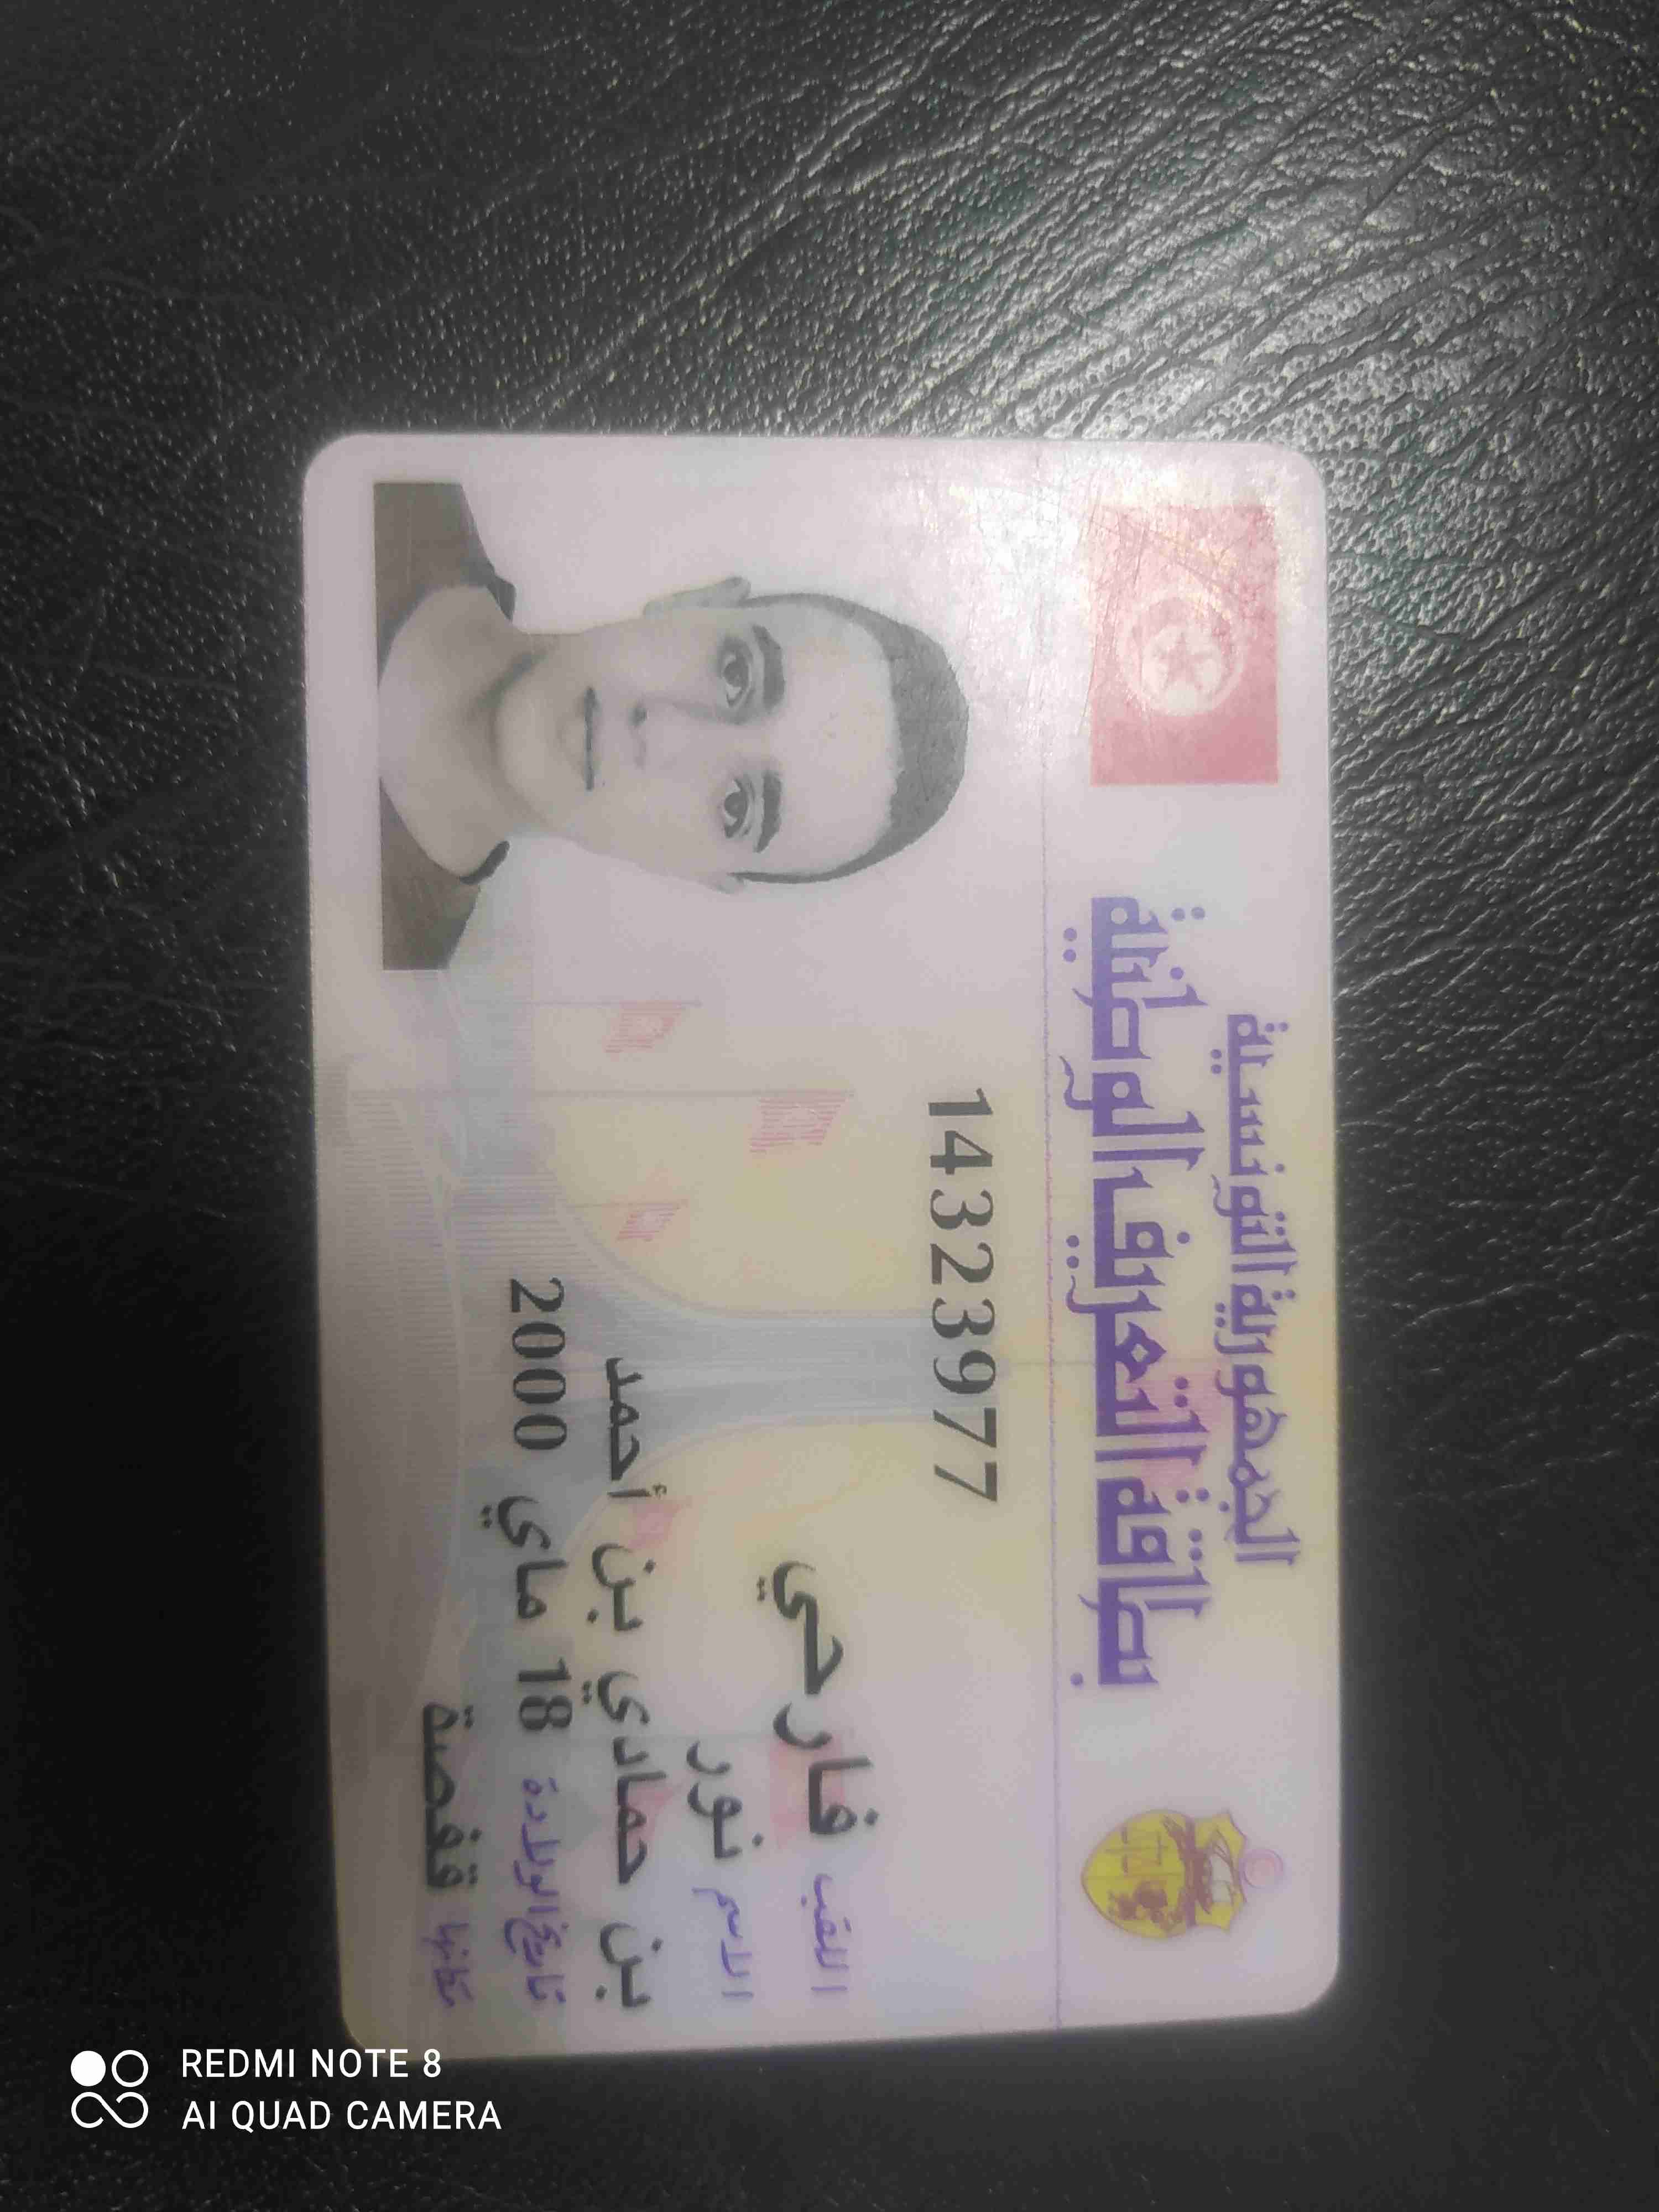 الجمهورية التونسية
بطاقة التعريف الوطنية
14323977
اللقب فارحي
الاسم نور
بن حمادي بن أحمد
تاريخ الولادة 18 ماي 2000
مكانها قفصة
REDMI NOTE 8
AI QUAD CAMERA